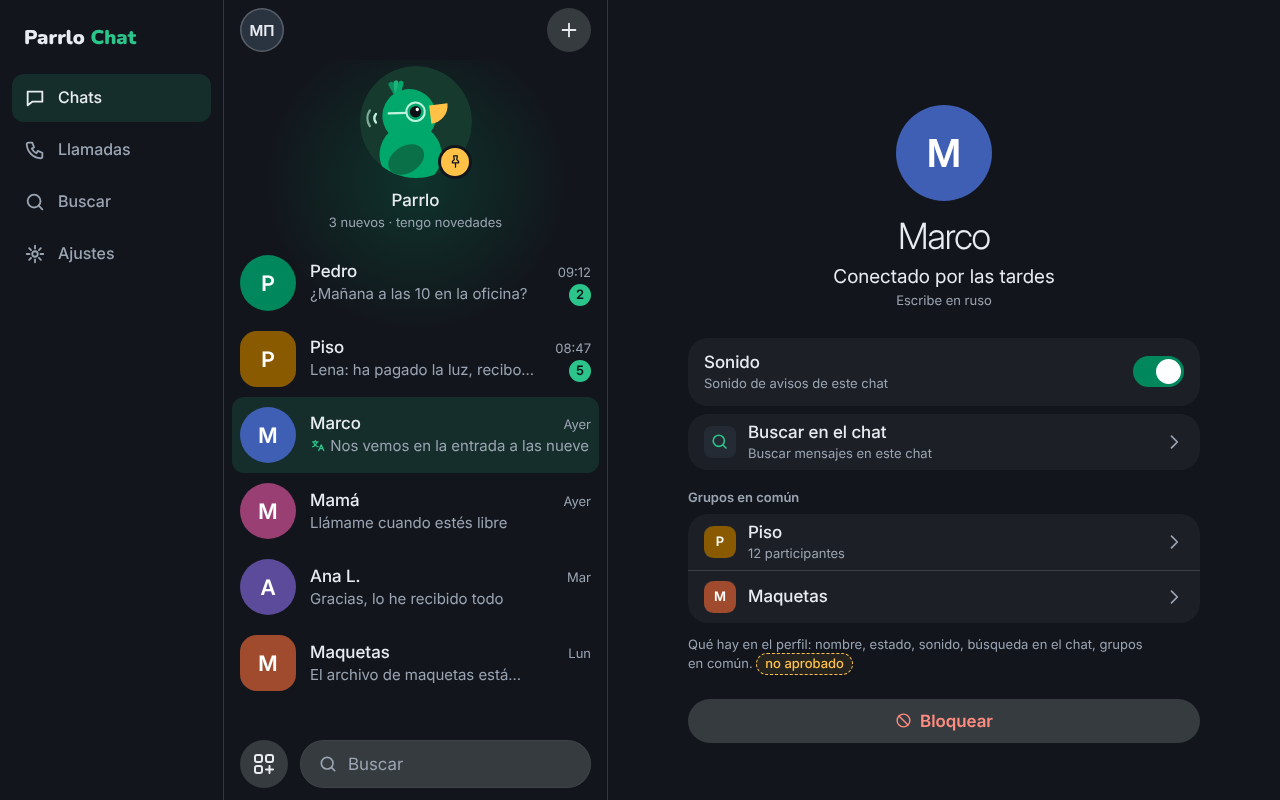 Parrlo Chat
Chats
Llamadas
Buscar
Ajustes
МП
Parrlo
3 nuevos · tengo novedades
P
Pedro
09:12
¿Mañana a las 10 en la oficina?
2
P
Piso
08:47
Lena: ha pagado la luz, recibo...
5
M
Marco
Ayer
Nos vemos en la entrada a las nueve
M
Mamá
Ayer
Llámame cuando estés libre
A
Ana L.
Mar
Gracias, lo he recibido todo
M
Maquetas
Lun
El archivo de maquetas está...
Buscar
M
Marco
Conectado por las tardes
Escribe en ruso
Sonido
Sonido de avisos de este chat
Buscar en el chat
Buscar mensajes en este chat
Grupos en común
P
Piso
12 participantes
M
Maquetas
Qué hay en el perfil: nombre, estado, sonido, búsqueda en el chat, grupos
en común. no aprobado
Bloquear